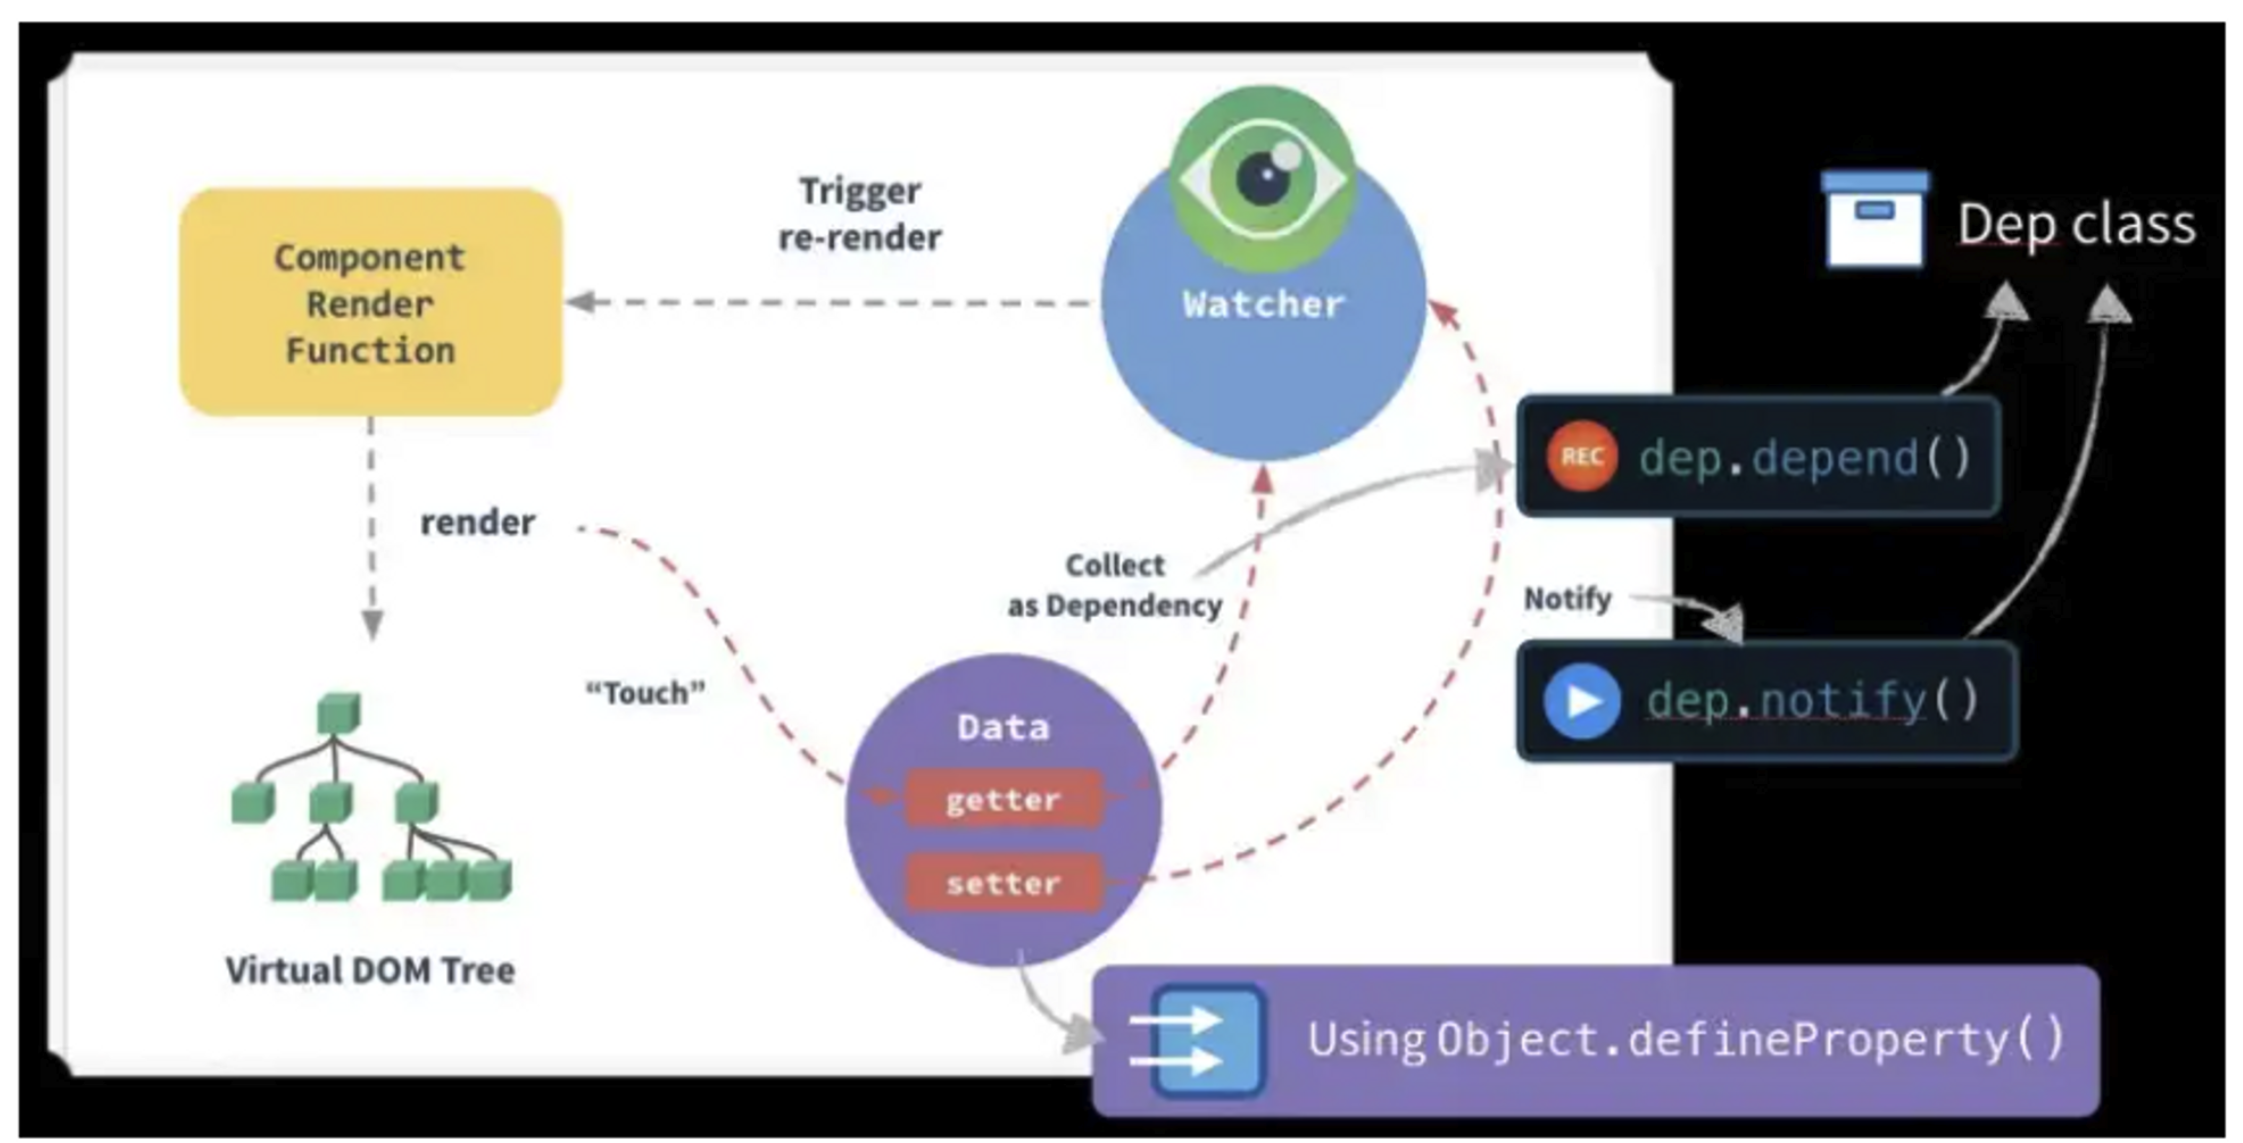 Trigger
re-render
Component
Render
Function
Watcher
Dep class
REC dep.depend()
render
Collect
as Dependency
Notify
“Touch”
dep.notify()
Data
getter
setter
Virtual DOM Tree
Using Object.defineProperty()